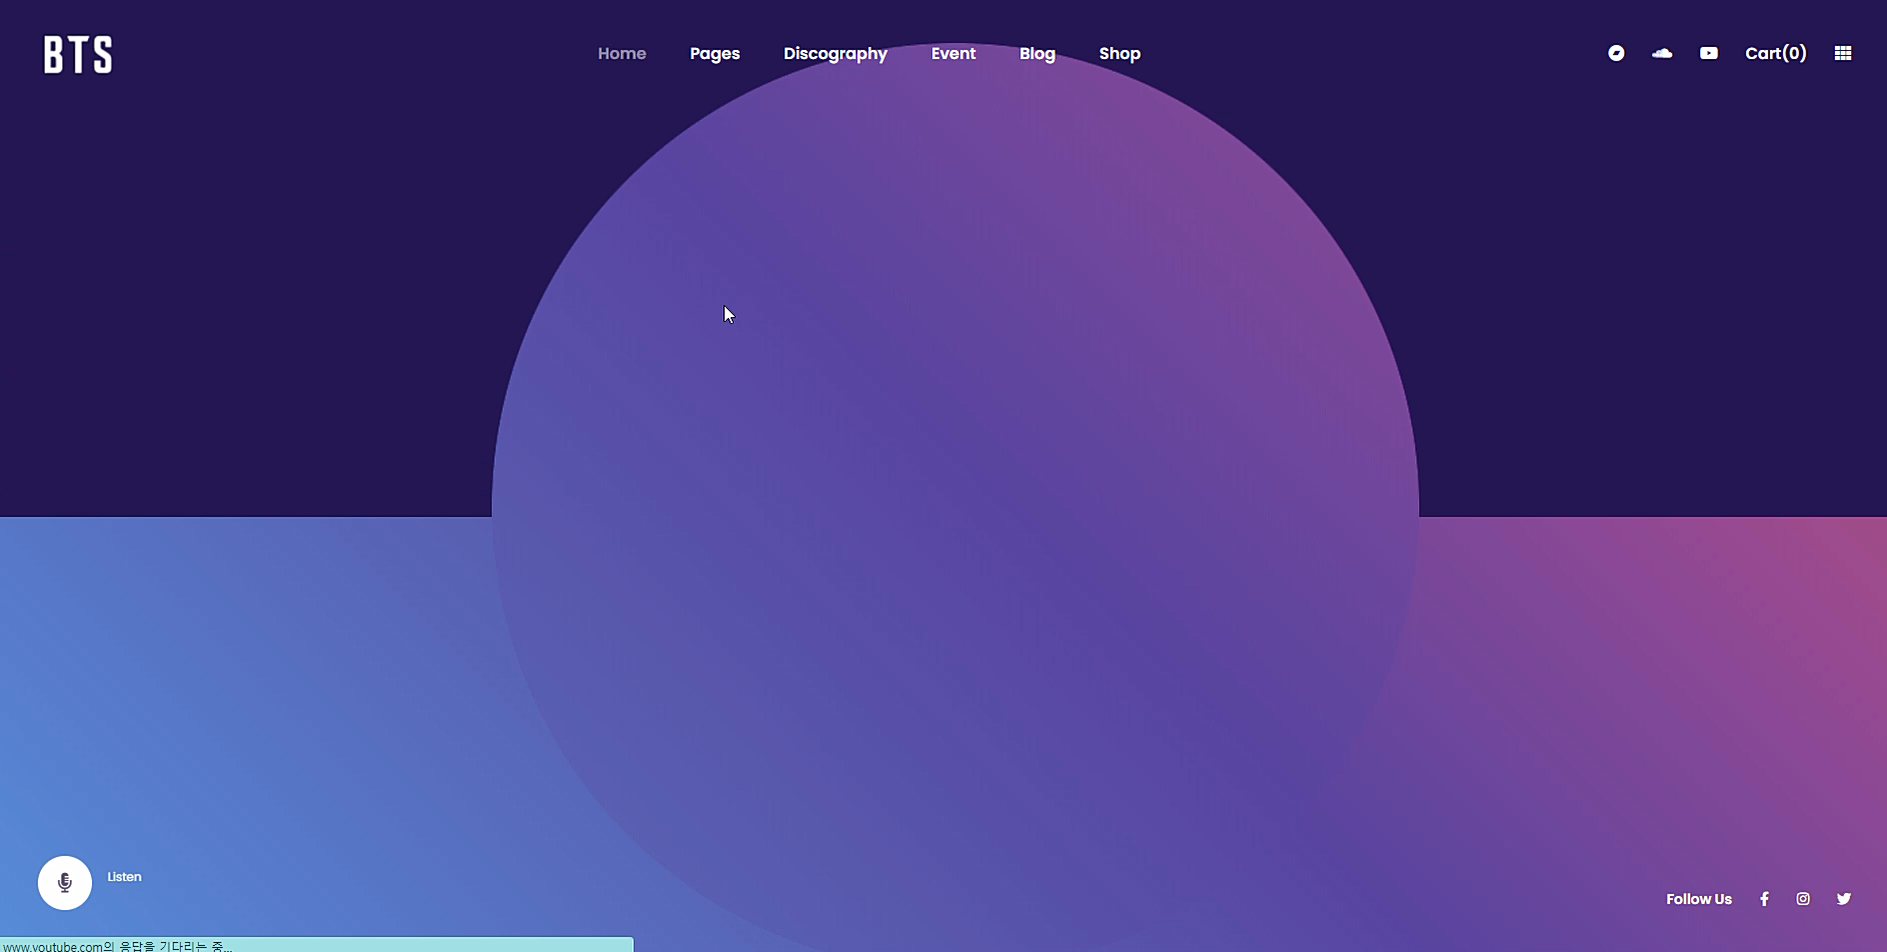 BTS
Home Pages Discography Event Blog Shop
Cart(0)
Listen
Follow Us
www.youtube.com의 응답을 기다리는 중...